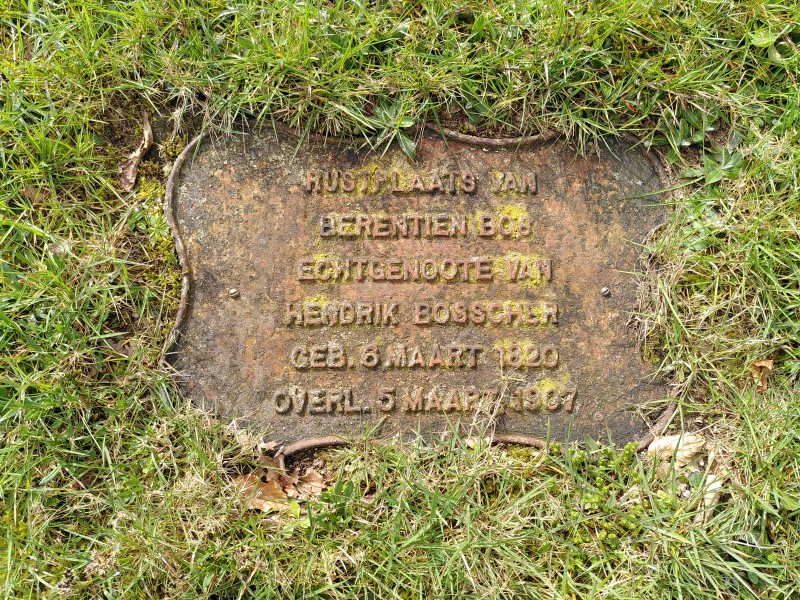 RUSTPLAATS VAN
BERENTIEN BOS
ECHTGENOOTE VAN
HENDRIK BOSSCHER
GEB. 6 MAART 1820
OVERL. 5 MAART 1907